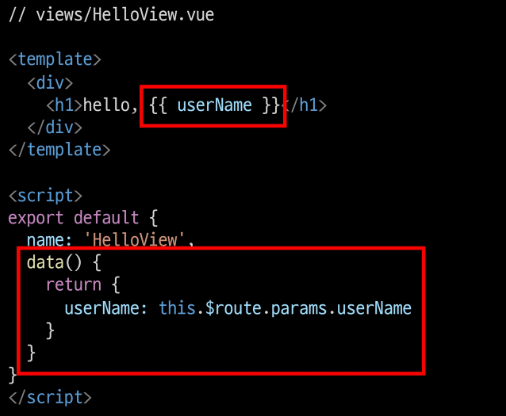 // views/HelloView.vue
<template>
<div>
<h1>hello, {{ userName }}</h1>
</div>
</template>
<script>
export default {
name: 'HelloView',
data() {
return {
userName: this.$route.params.userName
}
}
}
</script>